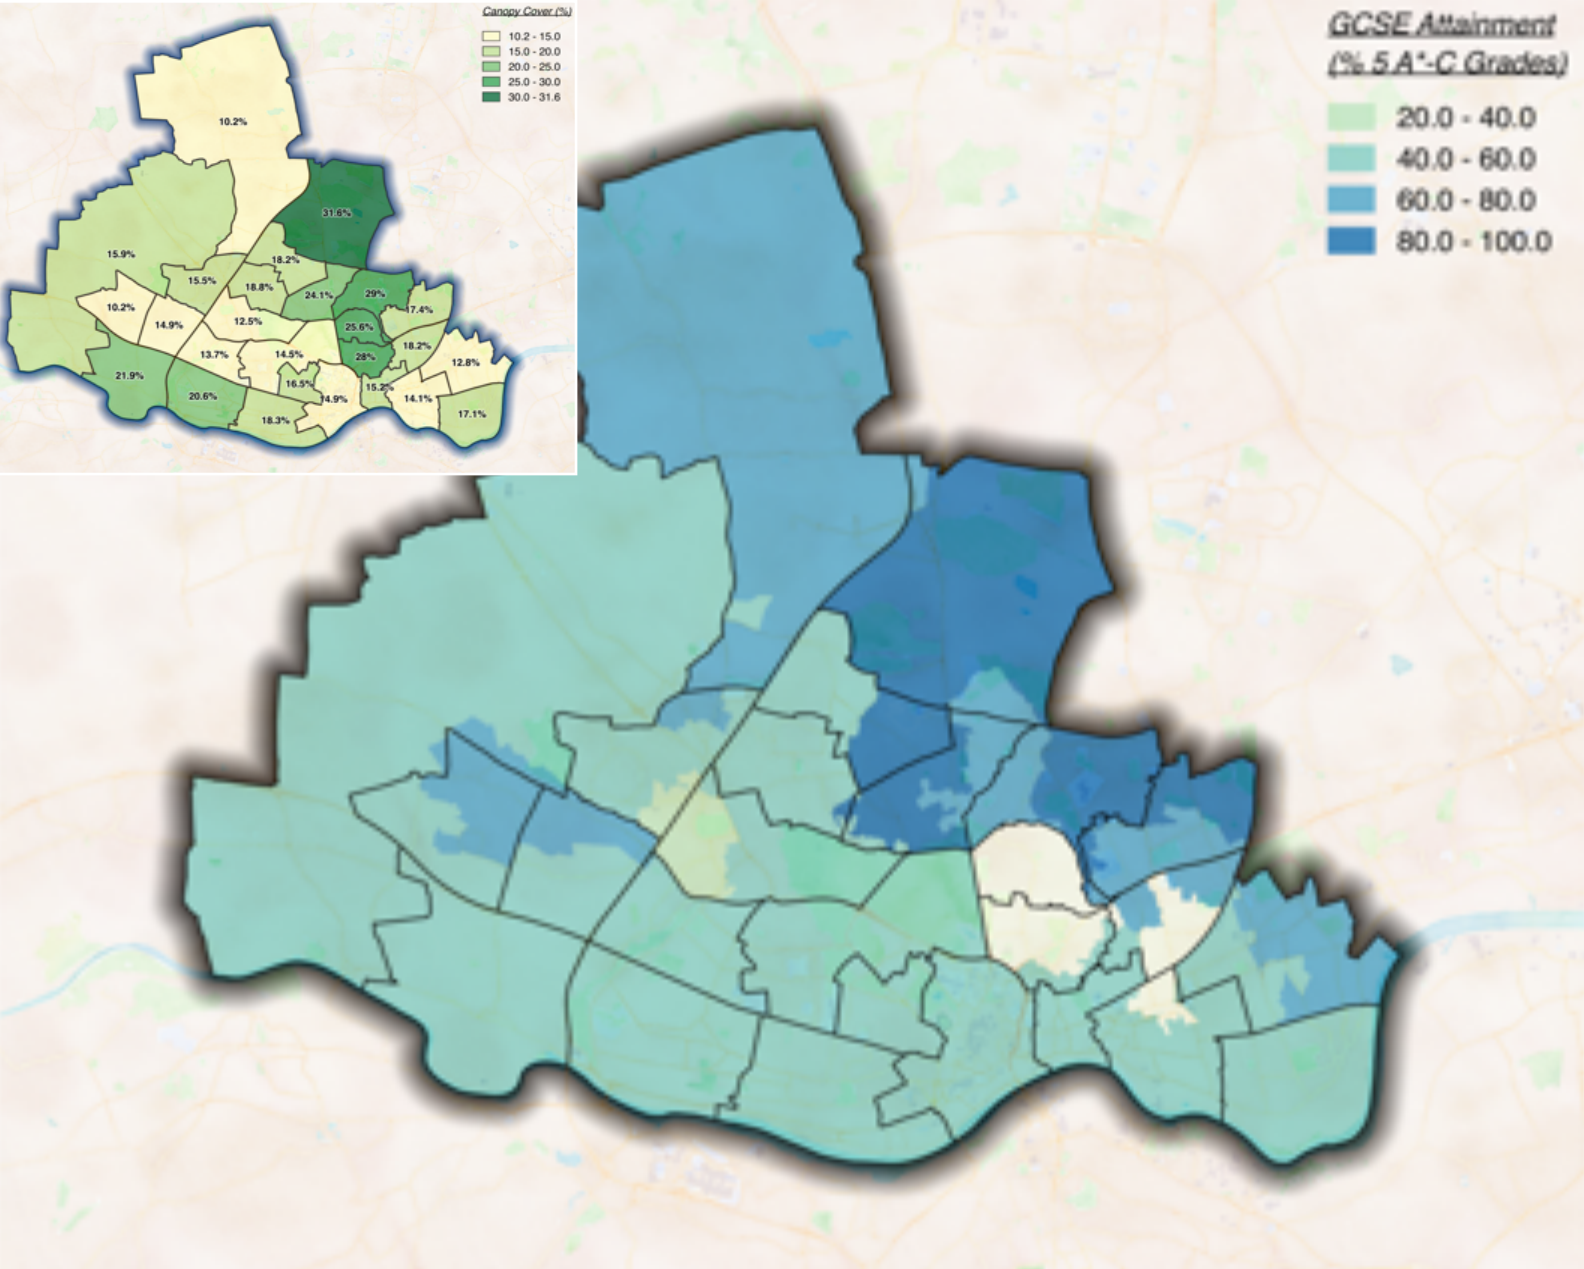 Canopy Cover (%)
10.2 - 15.0
15.0 - 20.0
20.0 - 25.0
25.0 - 30.0
30.0 - 31.6
GCSE Attainment
(% 5 A*-C Grades)
20.0 - 40.0
40.0 - 60.0
60.0 - 80.0
80.0 - 100.0
10.2%
31.6%
15.9%
18.2%
15.5%
18.8%
24.1%
29%
17.4%
10.2%
14.9%
12.5%
25.6%
13.7%
14.5%
28%
18.2%
12.8%
21.9%
16.5%
15.2%
20.6%
14.9%
14.1%
18.3%
17.1%